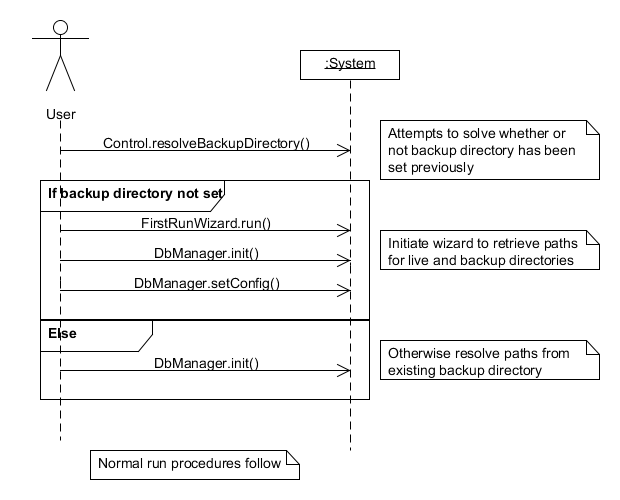 :System
User
Control.resolveBackupDirectory()
Attempts to solve whether or
not backup directory has been
set previously
If backup directory not set
FirstRunWizard.run()
DbManager.init()
DbManager.setConfig()
Initiate wizard to retrieve paths
for live and backup directories
Else
DbManager.init()
Otherwise resolve paths from
existing backup directory
Normal run procedures follow